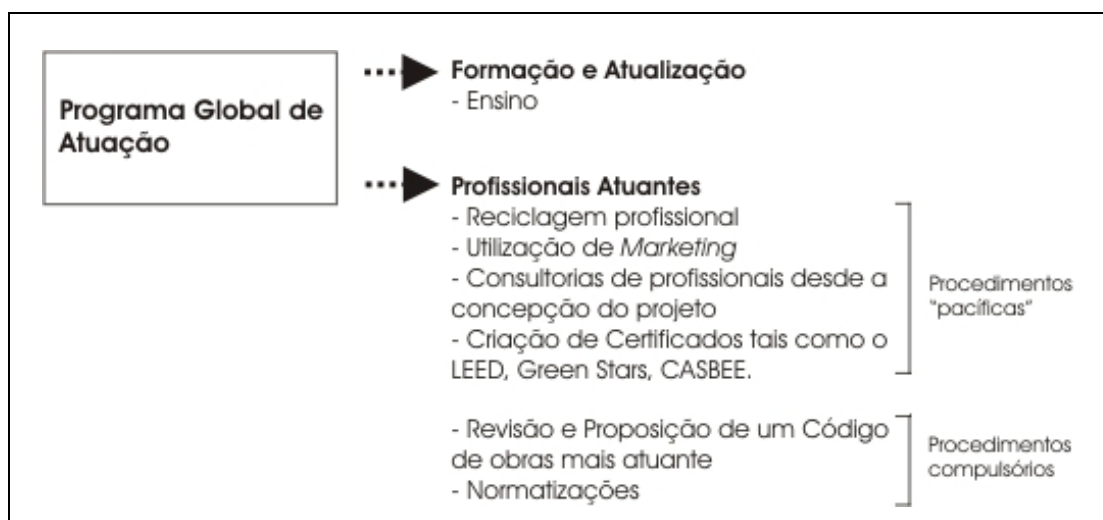 Programa Global de
Atuação
Formação e Atualização
- Ensino
Profissionais Atuantes
- Reciclagem profissional
- Utilização de Marketing
- Consultorias de profissionais desde a
concepção do projeto
- Criação de Certificados tais como o
LEED, Green Stars, CASBEE.
Procedimentos
"pacíficas"
- Revisão e Proposição de um Código
de obras mais atuante
- Normatizações
Procedimentos
compulsórios